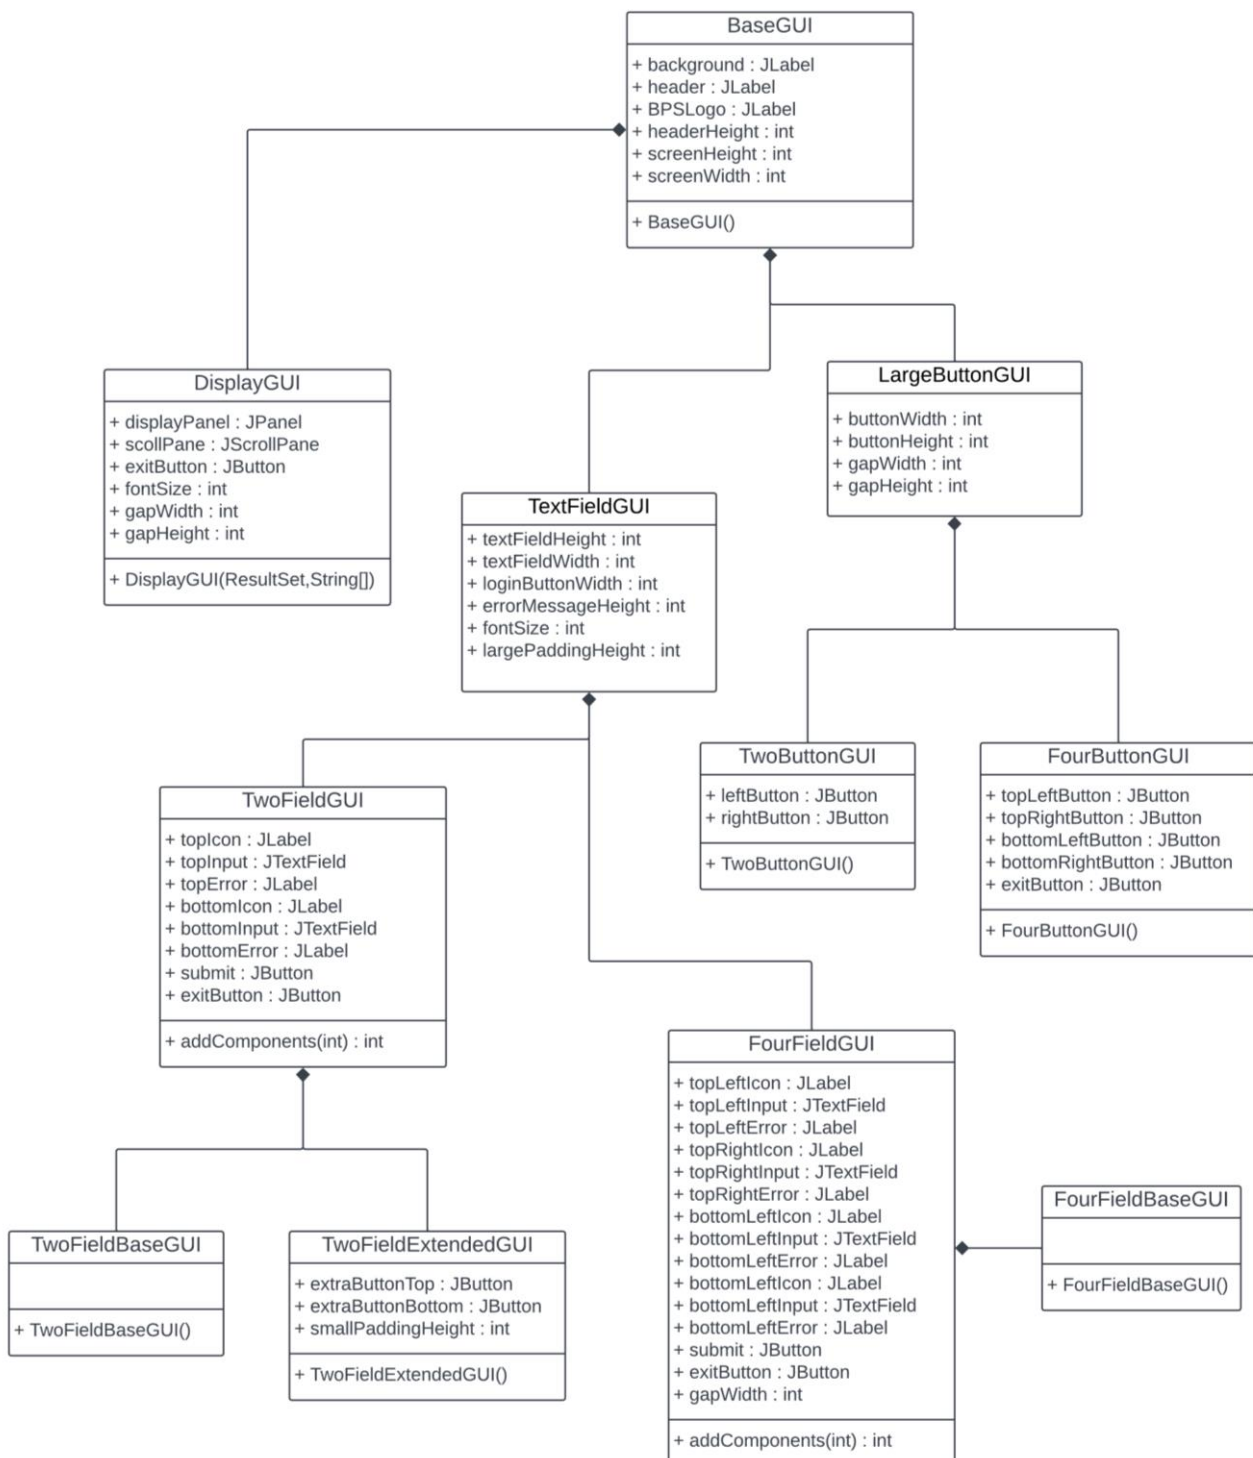 BaseGUI
+ background : JLabel
+ header : JLabel
+ BPSLogo : JLabel
+ headerHeight : int
+ screenHeight : int
+ screenWidth : int
+ BaseGUI()
DisplayGUI
+ displayPanel : JPanel
+ scollPane : JScrollPane
+ exitButton : JButton
+ fontSize : int
+ gapWidth : int
+ gapHeight : int
+ DisplayGUI(ResultSet,String[])
LargeButtonGUI
+ buttonWidth : int
+ buttonHeight : int
+ gapWidth : int
+ gapHeight : int
TextFieldGUI
+ textFieldHeight : int
+ textFieldWidth : int
+ loginButtonWidth : int
+ errorMessageHeight : int
+ fontSize : int
+ largePaddingHeight : int
TwoButtonGUI
+ leftButton : JButton
+ rightButton : JButton
+ TwoButtonGUI()
FourButtonGUI
+ topLeftButton : JButton
+ topRightButton : JButton
+ bottomLeftButton : JButton
+ bottomRightButton : JButton
+ exitButton : JButton
+ FourButtonGUI()
TwoFieldGUI
+ topIcon : JLabel
+ topInput : JTextField
+ topError : JLabel
+ bottomIcon : JLabel
+ bottomInput : JTextField
+ bottomError : JLabel
+ submit : JButton
+ exitButton : JButton
+ addComponents(int) : int
FourFieldGUI
+ topLeftIcon : JLabel
+ topLeftInput : JTextField
+ topLeftError : JLabel
+ topRightIcon : JLabel
+ topRightInput : JTextField
+ topRightError : JLabel
+ bottomLeftIcon : JLabel
+ bottomLeftInput : JTextField
+ bottomLeftError : JLabel
+ bottomLeftIcon : JLabel
+ bottomLeftInput : JTextField
+ bottomLeftError : JLabel
+ submit : JButton
+ exitButton : JButton
+ gapWidth : int
+ addComponents(int) : int
FourFieldBaseGUI
+ FourFieldBaseGUI()
TwoFieldBaseGUI
+ TwoFieldBaseGUI()
TwoFieldExtendedGUI
+ extraButtonTop : JButton
+ extraButtonBottom : JButton
+ smallPaddingHeight : int
+ TwoFieldExtendedGUI()